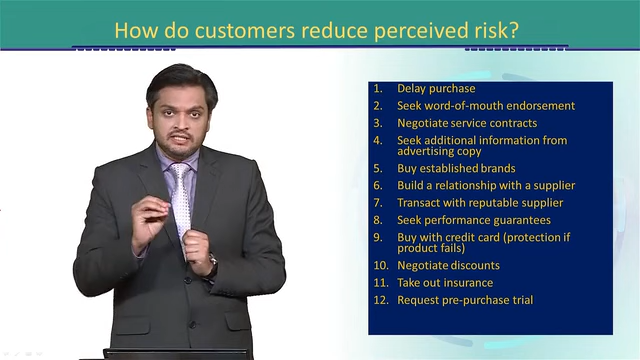 How do customers reduce perceived risk?
1. Delay purchase
2. Seek word-of-mouth endorsement
3. Negotiate service contracts
4. Seek additional information from
advertising copy
5. Buy established brands
6. Build a relationship with a supplier
7. Transact with reputable supplier
8. Seek performance guarantees
9. Buy with credit card (protection if
product fails)
10. Negotiate discounts
11. Take out insurance
12. Request pre-purchase trial